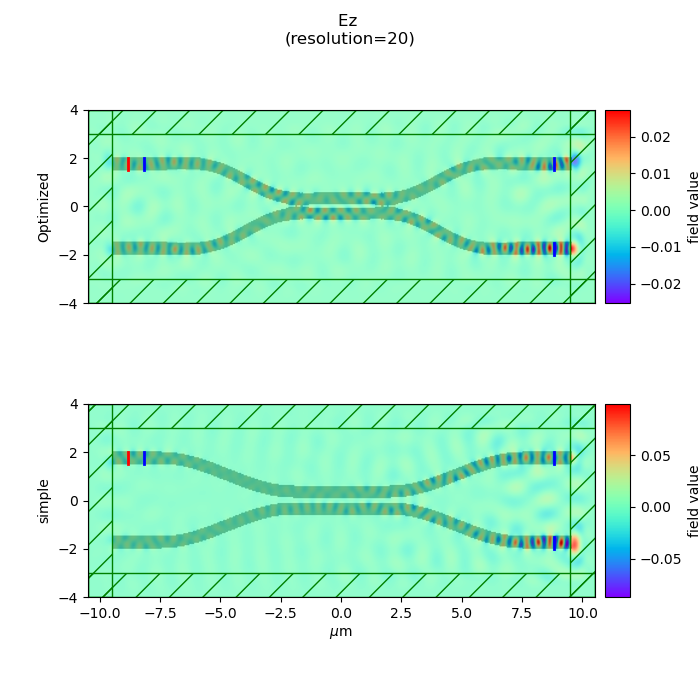 Ez
(resolution=20)
Optimized
4
2
0
−2
−4
0.02
0.01
0.00
−0.01
−0.02
field value
simple
4
2
0
−2
−4
0.05
0.00
−0.05
field value
−10.0 −7.5 −5.0 −2.5 0.0 2.5 5.0 7.5 10.0
μm